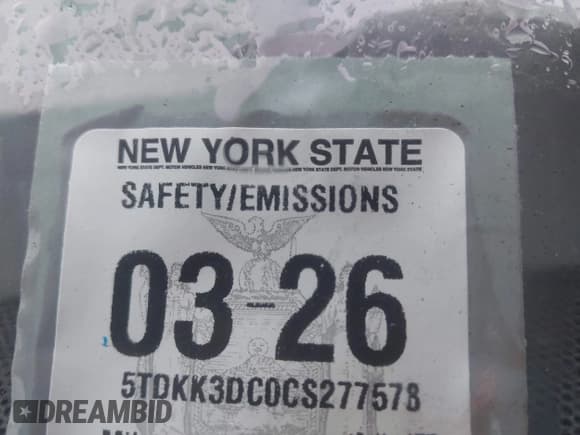 NEW YORK STATE
SAFETY/EMISSIONS
03 26
5TDKK3DC0CS277578
DREAMBID